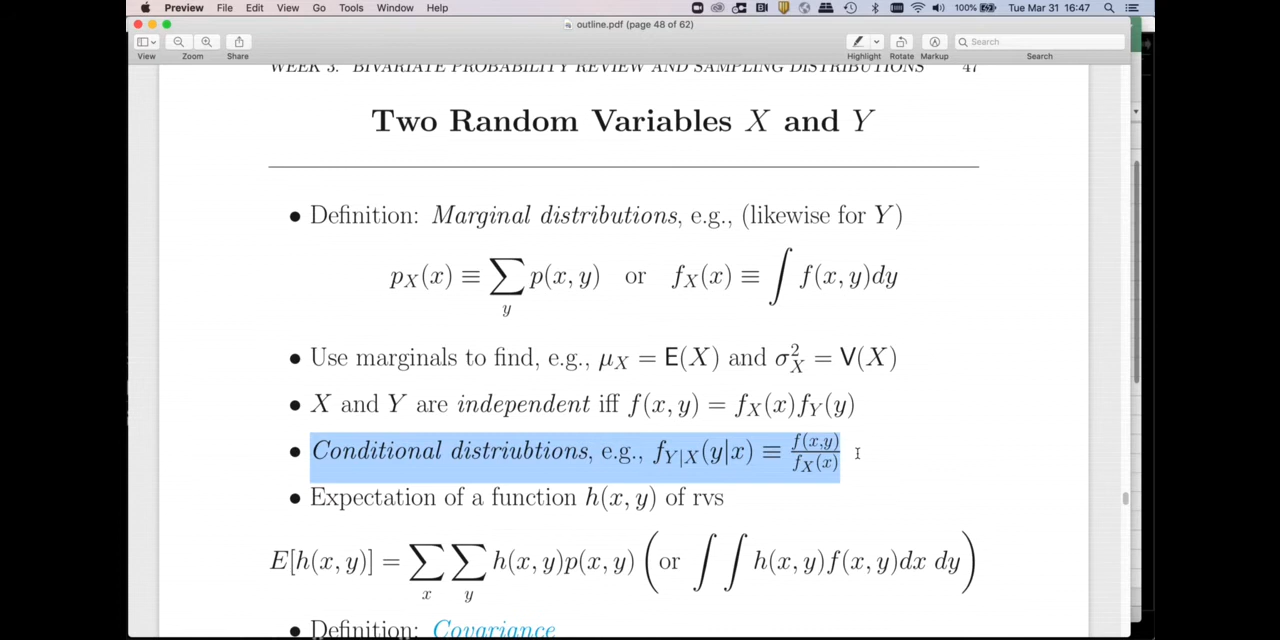 Preview File Edit View Go Tools Window Help 100% Tue Mar 31 16:47
outline.pdf (page 48 of 62)
View Zoom Share Highlight Rotate Markup Search
Search
WEEK 3. BIVARIATE PROBABILITY REVIEW AND SAMPLING DISTRIBUTIONS 47
Two Random Variables X and Y
• Definition: Marginal distributions, e.g., (likewise for Y)
p_X(x) ≡ ∑_y p(x, y) or f_X(x) ≡ ∫ f(x, y)dy
• Use marginals to find, e.g., μ_X = E(X) and σ²_X = V(X)
• X and Y are independent iff f(x, y) = f_X(x)f_Y(y)
• Conditional distriubtions, e.g., f_{Y|X}(y|x) ≡ f(x,y)/f_X(x)
• Expectation of a function h(x, y) of rvs
E[h(x, y)] = ∑_x ∑_y h(x, y)p(x, y) (or ∫ ∫ h(x, y)f(x, y)dx dy)
• Definition: Covariance